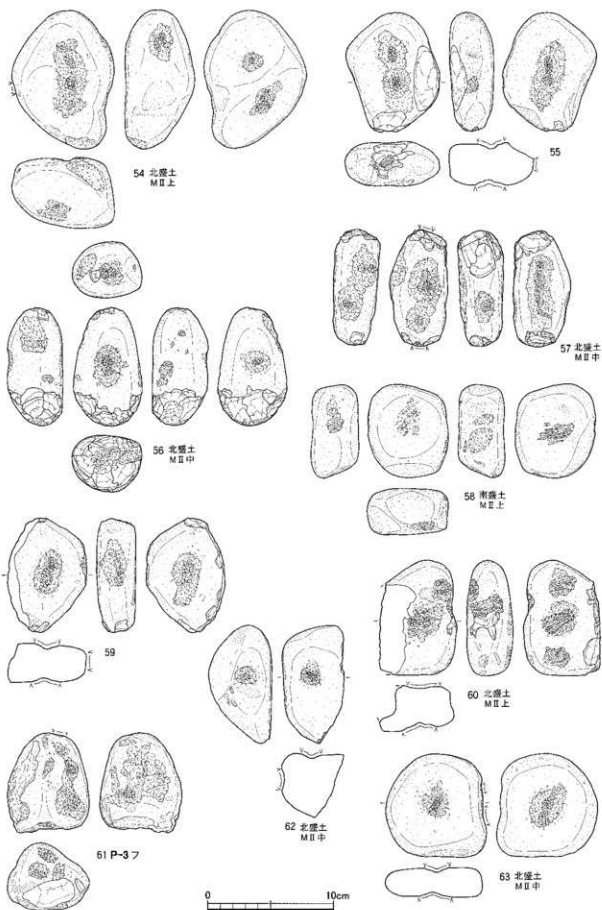 54 北盛土
MⅡ上
55
56 北盛土
MⅡ中
57 北盛土
MⅡ中
58 南盛土
MⅡ上
59
60 北盛土
MⅡ上
61 P-3 フ
62 北盛土
MⅡ中
63 北盛土
MⅡ中
0 10cm